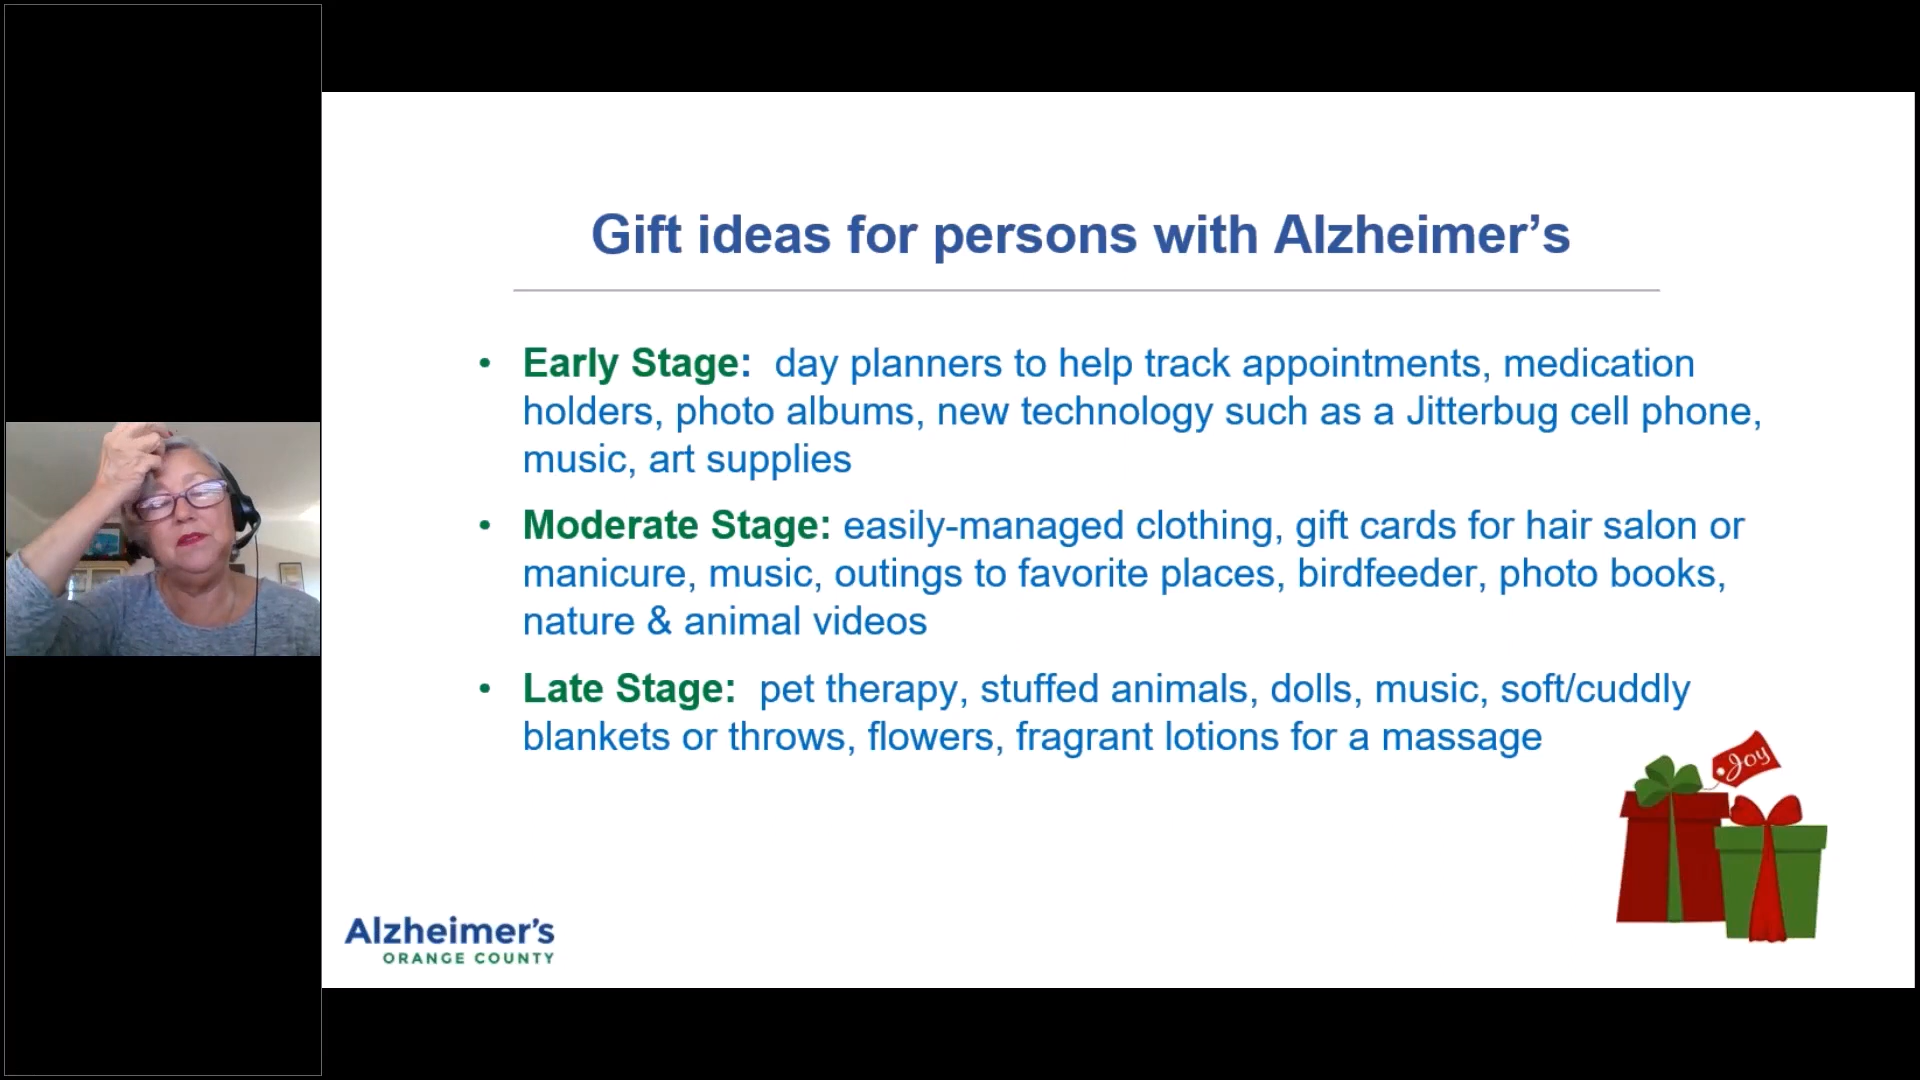 Gift ideas for persons with Alzheimer’s
• Early Stage:  day planners to help track appointments, medication
holders, photo albums, new technology such as a Jitterbug cell phone,
music, art supplies
• Moderate Stage: easily-managed clothing, gift cards for hair salon or
manicure, music, outings to favorite places, birdfeeder, photo books,
nature & animal videos
• Late Stage:  pet therapy, stuffed animals, dolls, music, soft/cuddly
blankets or throws, flowers, fragrant lotions for a massage
Joy
Alzheimer’s
ORANGE COUNTY